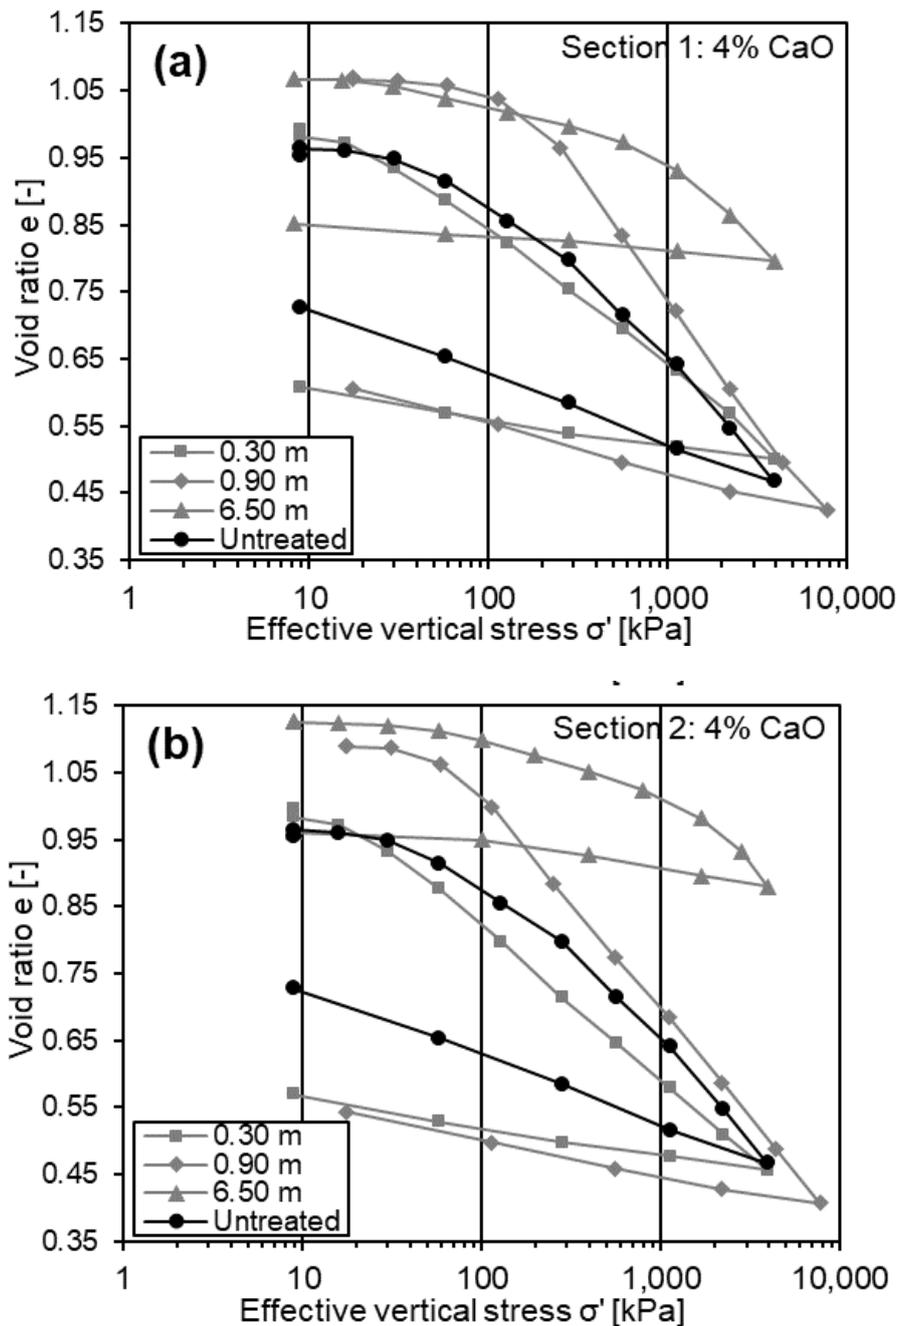 (a)
Section 1: 4% CaO
1.15
1.05
0.95
0.85
0.75
0.65
0.55
0.45
0.35
Void ratio e [-]
0.30 m
0.90 m
6.50 m
Untreated
1 10 100 1,000 10,000
Effective vertical stress σ' [kPa]
(b)
Section 2: 4% CaO
1.15
1.05
0.95
0.85
0.75
0.65
0.55
0.45
0.35
Void ratio e [-]
0.30 m
0.90 m
6.50 m
Untreated
1 10 100 1,000 10,000
Effective vertical stress σ' [kPa]